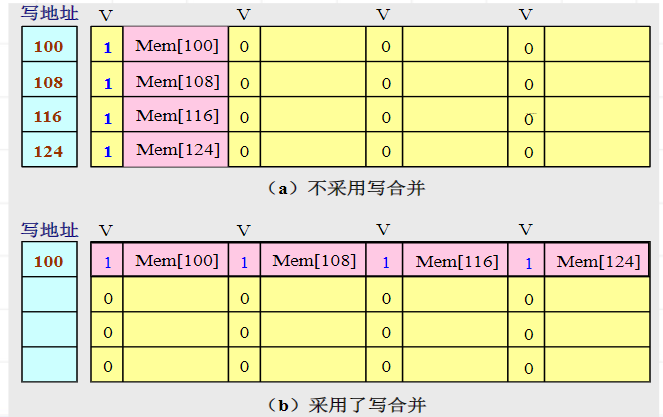 写地址 V V V V
100 1 Mem[100] 0 0 0
108 1 Mem[108] 0 0 0
116 1 Mem[116] 0 0 0
124 1 Mem[124] 0 0 0
（a）不采用写合并
写地址 V V V V
100 1 Mem[100] 1 Mem[108] 1 Mem[116] 1 Mem[124]
0 0 0 0
0 0 0 0
0 0 0 0
（b）采用了写合并